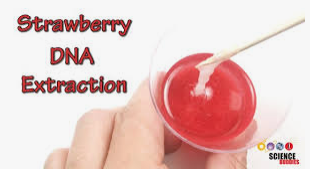 Strawberry
DNA
Extraction
SCIENCE
BUDDIES